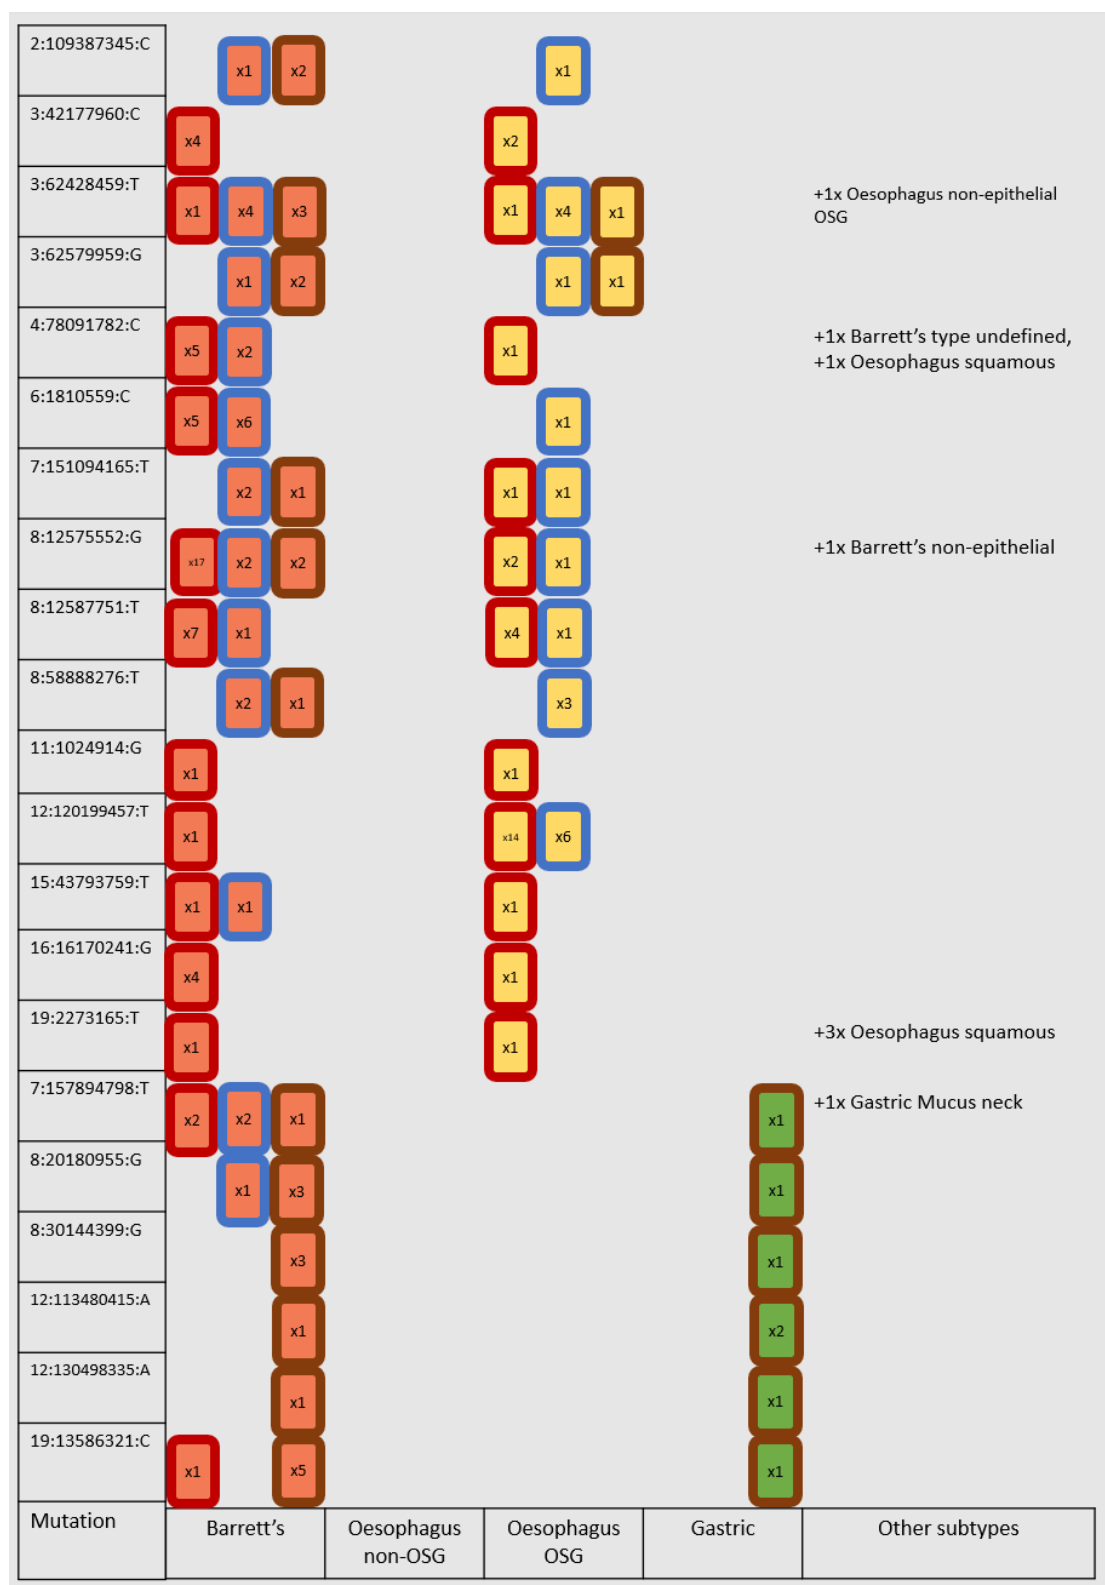 2:109387345:C
x1 x2 x1
3:42177960:C
x4 x2
3:62428459:T
x1 x4 x3 x1 x4 x1
+1x Oesophagus non-epithelial
OSG
3:62579959:G
x1 x2 x1 x1
4:78091782:C
x5 x2 x1
+1x Barrett's type undefined,
+1x Oesophagus squamous
6:1810559:C
x5 x6 x1
7:151094165:T
x2 x1 x1 x1
8:12575552:G
x17 x2 x2 x2 x1
+1x Barrett's non-epithelial
8:12587751:T
x7 x1 x4 x1
8:58888276:T
x2 x1 x3
11:1024914:G
x1 x1
12:120199457:T
x1 x14 x6
15:43793759:T
x1 x1 x1
16:16170241:G
x4 x1
19:2273165:T
x1 x1
+3x Oesophagus squamous
7:157894798:T
x2 x2 x1 x1
+1x Gastric Mucus neck
8:20180955:G
x1 x3 x1
8:30144399:G
x3 x1
12:113480415:A
x1 x2
12:130498335:A
x1 x1
19:13586321:C
x1 x5 x1
Mutation
Barrett's
Oesophagus
non-OSG
Oesophagus
OSG
Gastric
Other subtypes